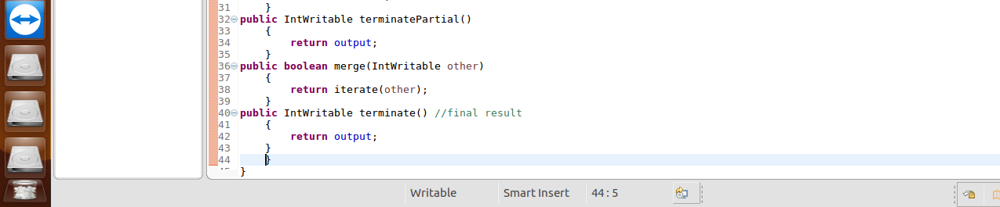 31     }
32 public IntWritable terminatePartial()
33     {
34         return output;
35     }
36 public boolean merge(IntWritable other)
37     {
38         return iterate(other);
39     }
40 public IntWritable terminate() //final result
41     {
42         return output;
43     }
44     }
}
Writable Smart Insert 44 : 5